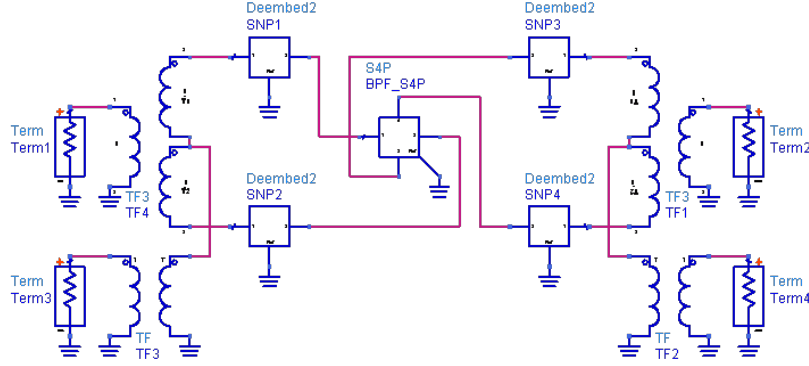 Deembed2
SNP1
Deembed2
SNP3
S4P
BPF_S4P
Term
Term1
Term
Term2
TF3
TF4
Deembed2
SNP2
Deembed2
SNP4
TF3
TF1
Term
Term3
Term
Term4
TF
TF3
TF
TF2